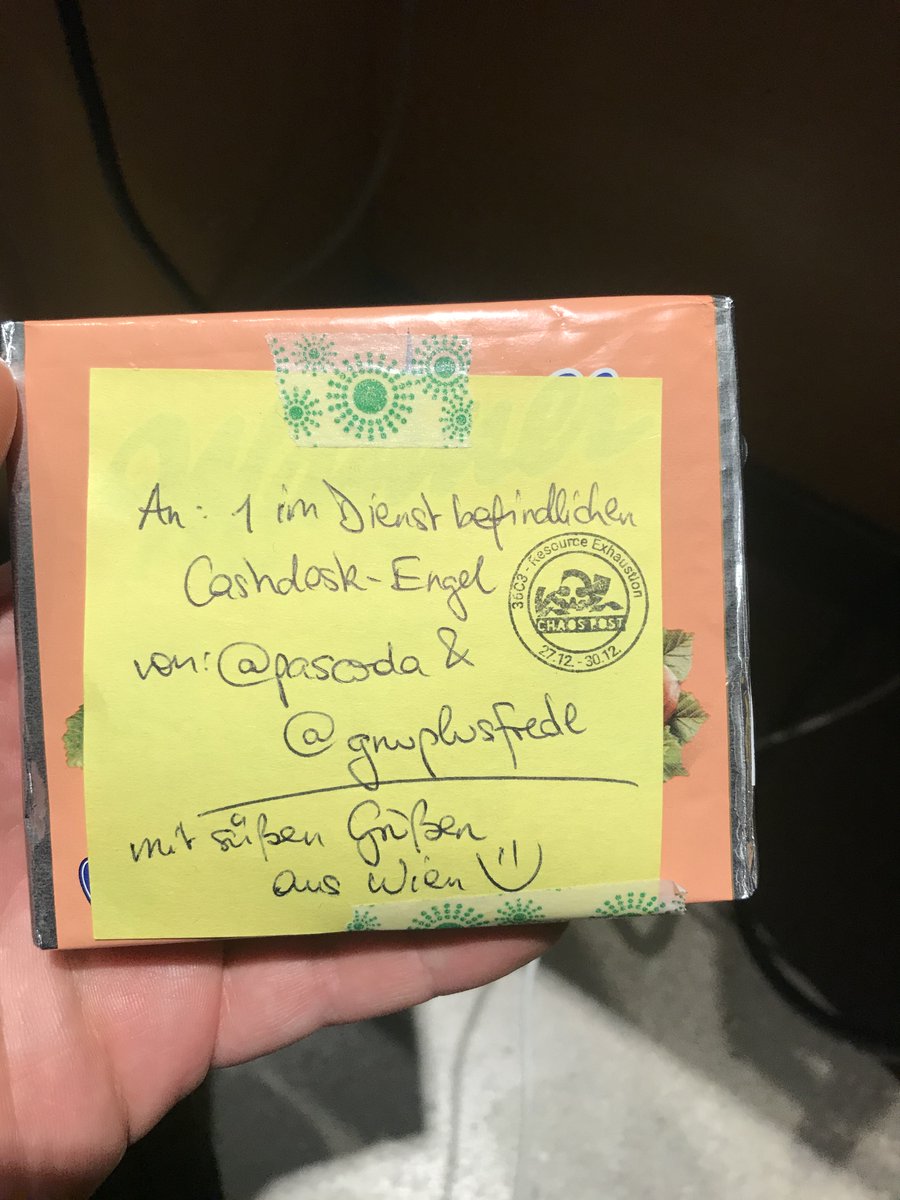 An: 1 im Dienst befindlichen
Cashdesk-Engel
36C3 - Resource Exhaustion
CHAOS POST
27.12. - 30.12.
von: @pascoda &
@gnuplusfredl
mit süßen Grüßen
aus Wien